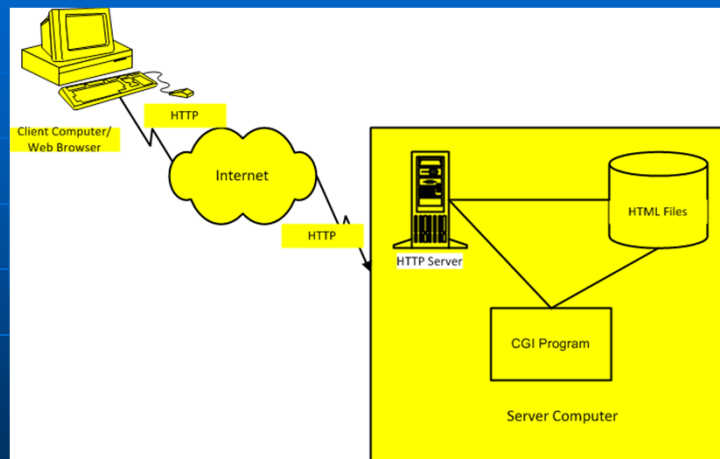 HTTP
Client Computer/
Web Browser
Internet
HTTP
HTML Files
HTTP Server
CGI Program
Server Computer